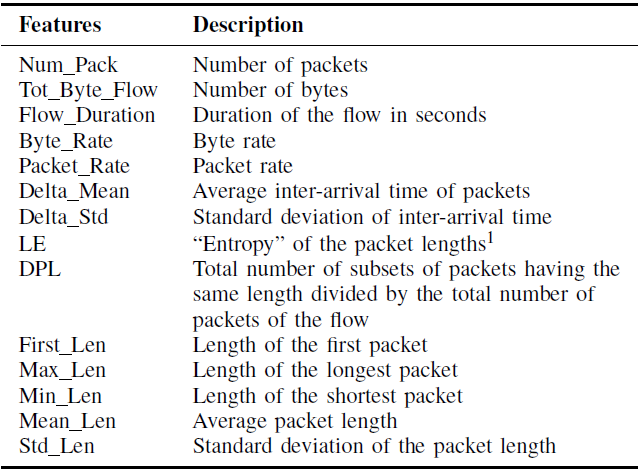 Features Description
Num_Pack Number of packets
Tot_Byte_Flow Number of bytes
Flow_Duration Duration of the flow in seconds
Byte_Rate Byte rate
Packet_Rate Packet rate
Delta_Mean Average inter-arrival time of packets
Delta_Std Standard deviation of inter-arrival time
LE “Entropy” of the packet lengths¹
DPL Total number of subsets of packets having the
same length divided by the total number of
packets of the flow
First_Len Length of the first packet
Max_Len Length of the longest packet
Min_Len Length of the shortest packet
Mean_Len Average packet length
Std_Len Standard deviation of the packet length